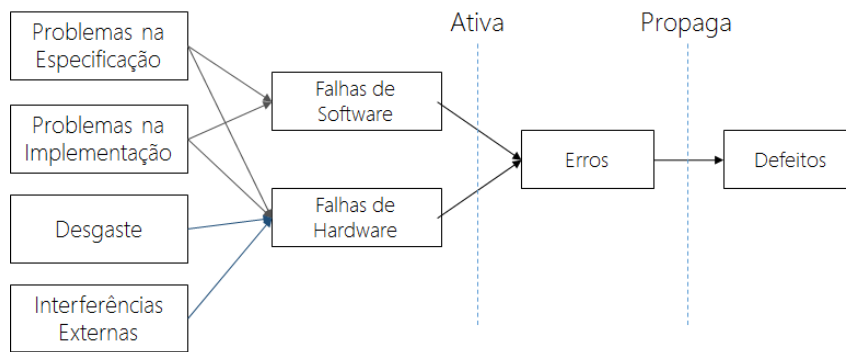 Ativa
Propaga
Problemas na
Especificação
Problemas na
Implementação
Desgaste
Interferências
Externas
Falhas de
Software
Falhas de
Hardware
Erros
Defeitos